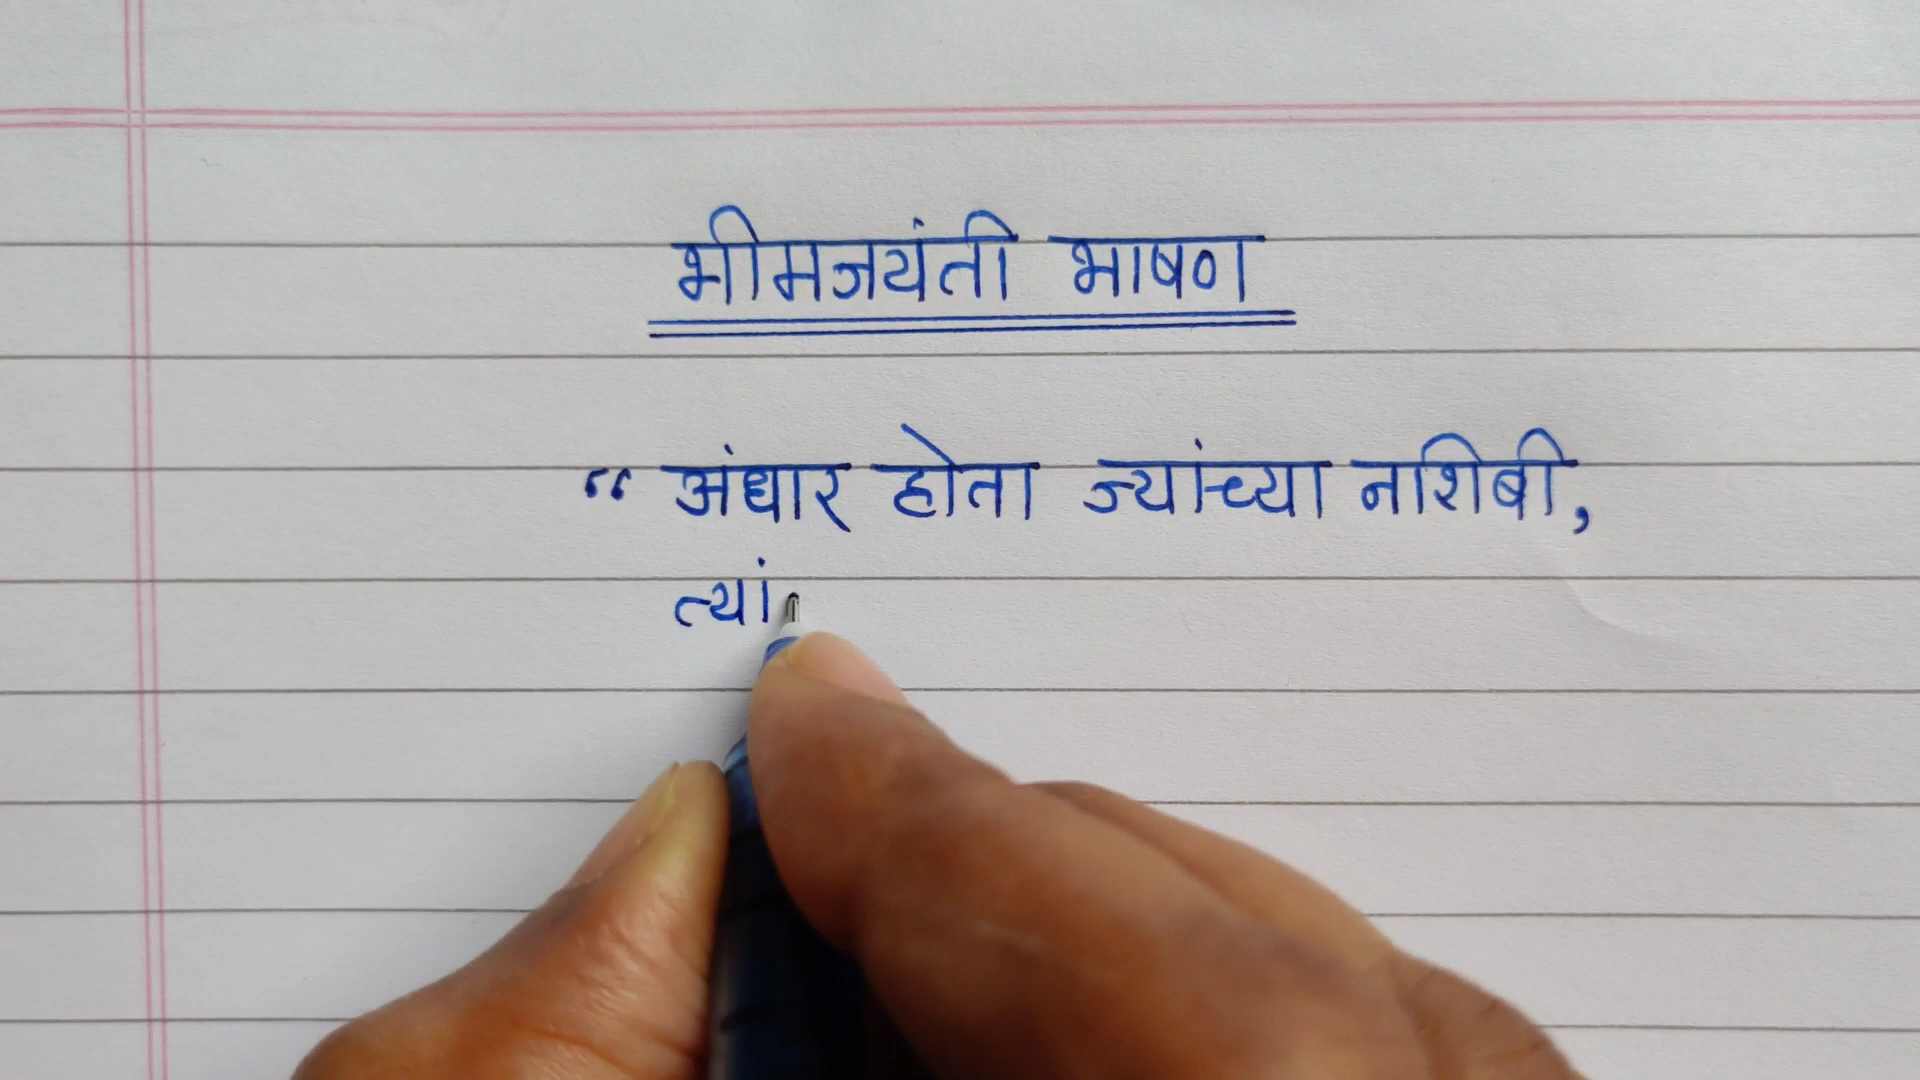 भीमजयंती भाषण
“ अंधार होता ज्यांच्या नशिबी,
त्यां